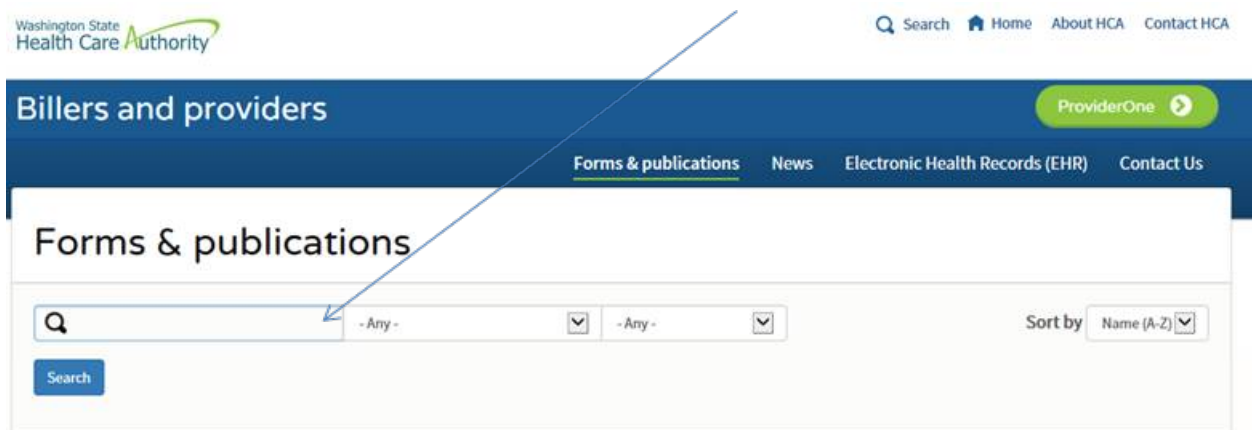 Washington State
Health Care Authority
Search Home About HCA Contact HCA
Billers and providers
ProviderOne
Forms & publications News Electronic Health Records (EHR) Contact Us
Forms & publications
- Any -
- Any -
Sort by Name (A-Z)
Search